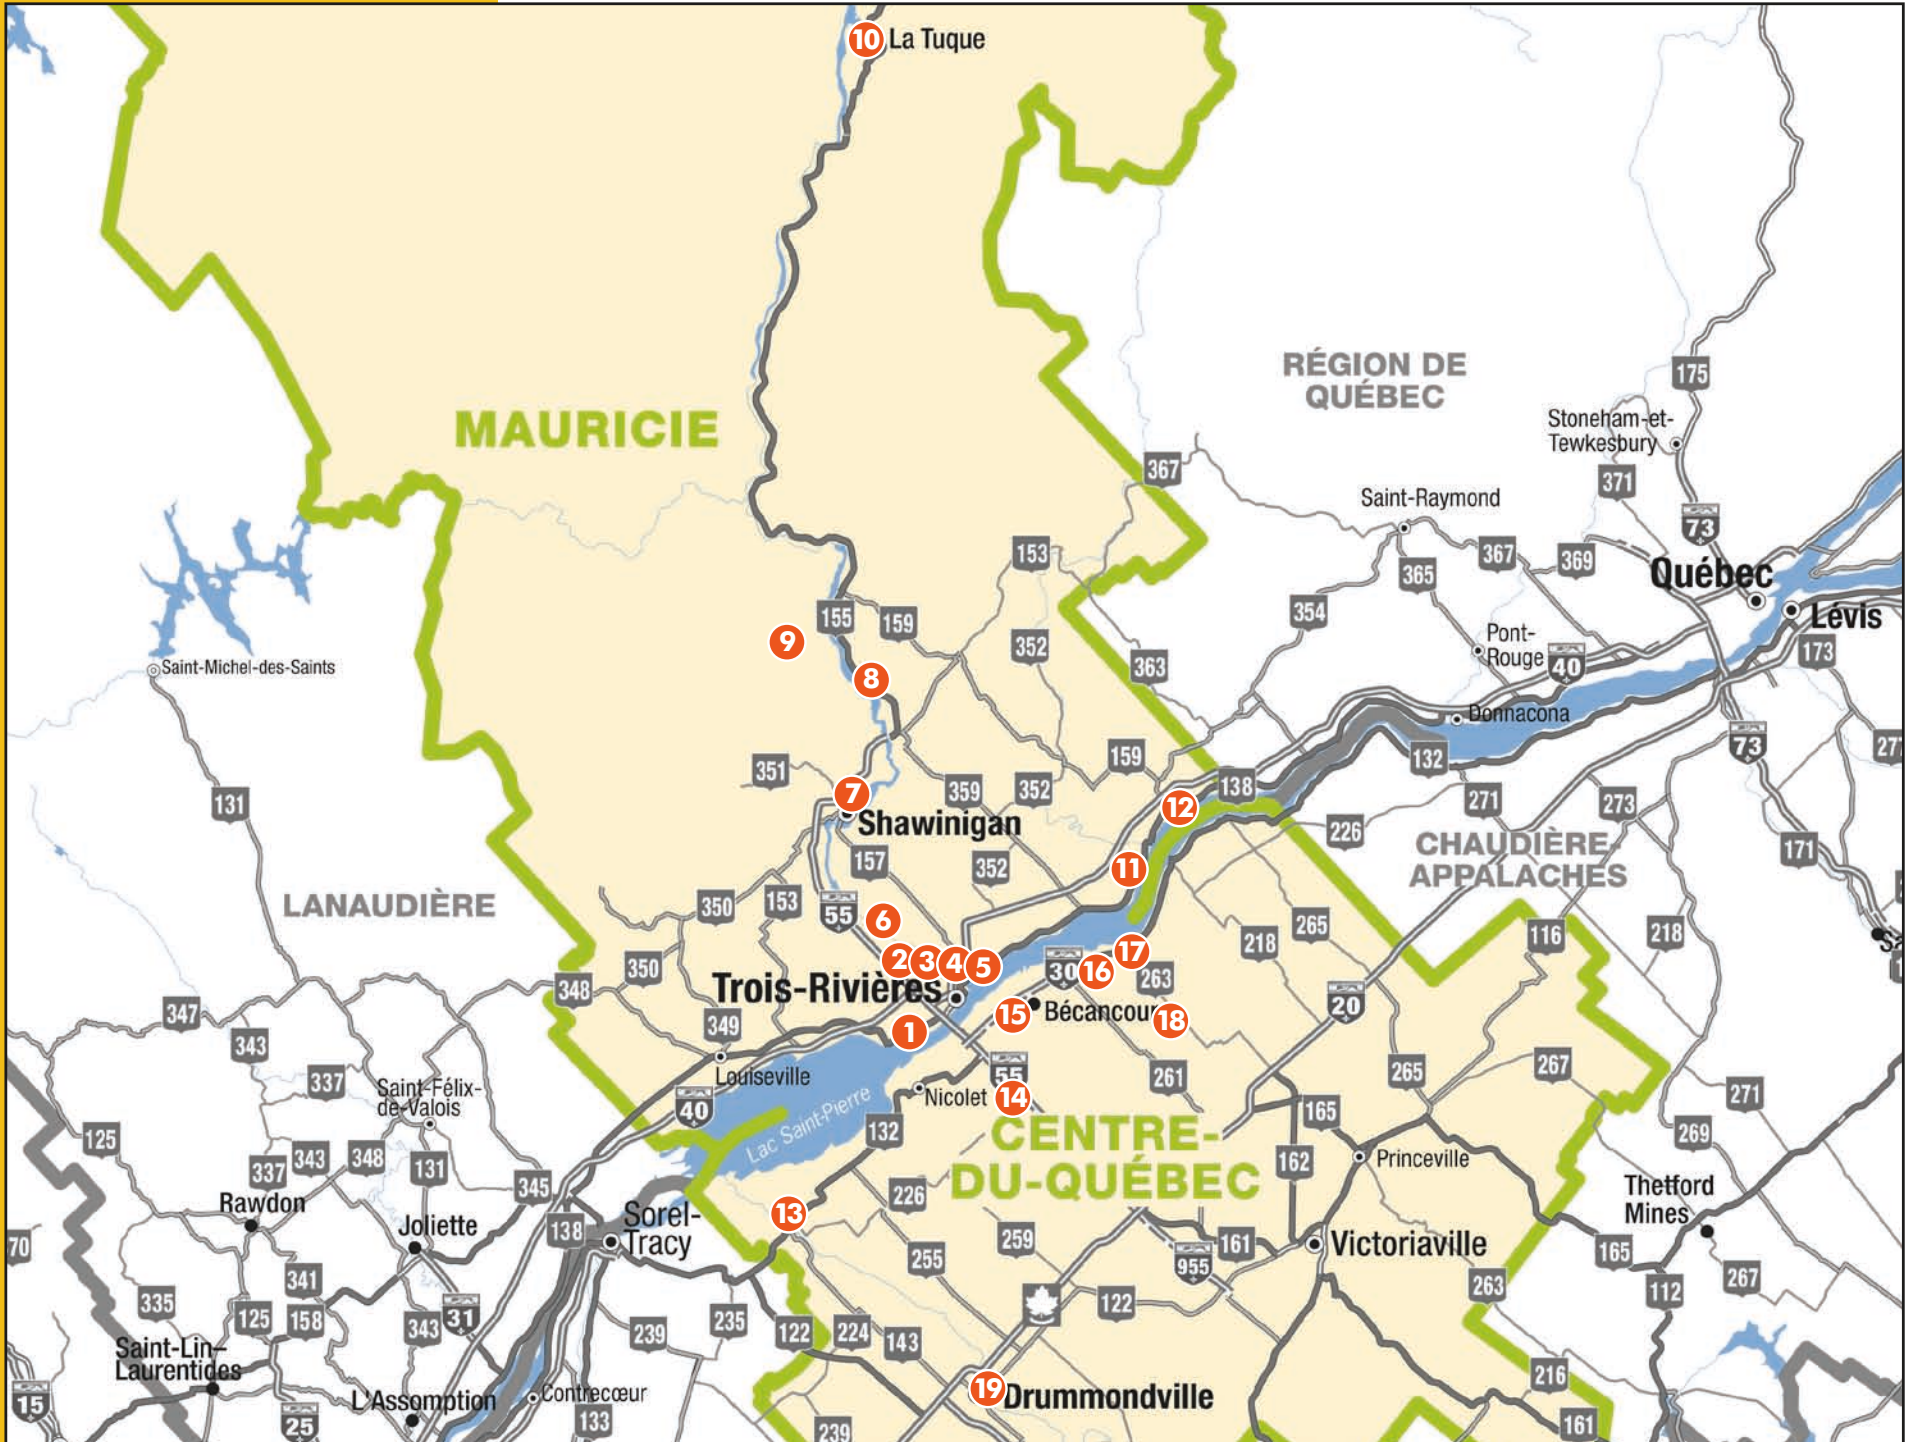 10 La Tuque
RÉGION DE
QUÉBEC
175
MAURICIE
Stoneham-et-
Tewkesbury
367
371
Saint-Raymond
73
153
367
369
365
Québec
155
159
354
Lévis
9
352
Pont-
Rouge
40
173
363
Saint-Michel-des-Saints
8
Donnacona
159
132
73
351
138
7
359
352
271
273
131
12
Shawinigan
226
CHAUDIÈRE
APPALACHES
157
352
11
171
LANAUDIÈRE
350
153
55
6
265
116
218
218
2 3 4 5
17
350
30
16
263
348
Trois-Rivières
20
347
15
Bécancour
18
349
1
343
Louiseville
55
261
265
267
337
Saint-Félix-
de-Valois
Nicolet
14
271
40
Lac Saint-Pierre
165
125
132
CENTRE-
DU-QUÉBEC
269
343
348
337
131
162
Princeville
345
226
Thetford
Mines
Rawdon
13
Sorel-
Tracy
Joliette
138
259
161
Victoriaville
70
255
955
165
341
263
267
112
335
122
125
158
343
31
239
235
122
224
143
Saint-Lin–
Laurentides
216
L'Assomption
Contrecœur
19
Drummondville
15
25
133
239
161